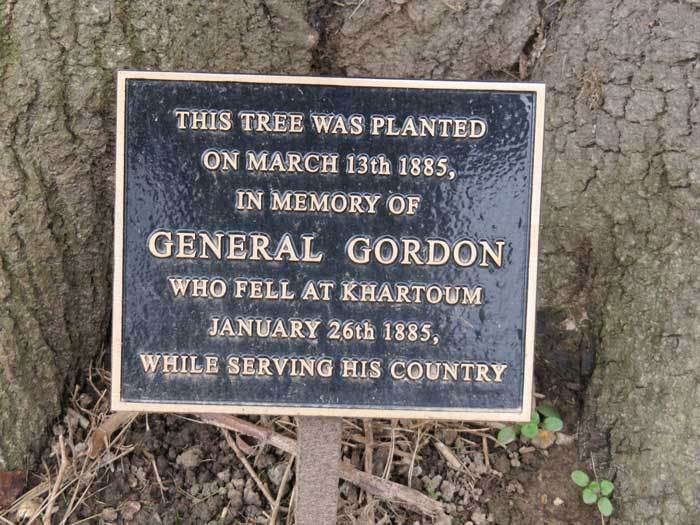 THIS TREE WAS PLANTED
ON MARCH 13th 1885,
IN MEMORY OF
GENERAL GORDON
WHO FELL AT KHARTOUM
JANUARY 26th 1885,
WHILE SERVING HIS COUNTRY